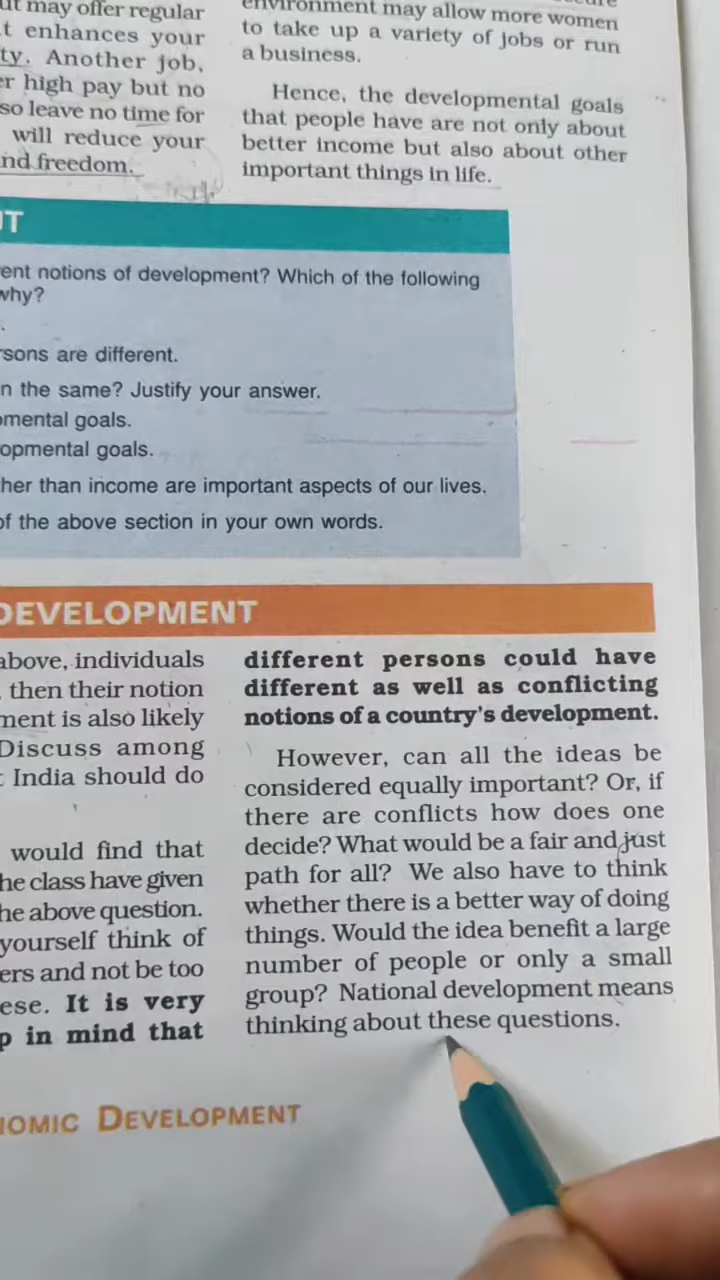 ut may offer regular
t enhances your
ty. Another job,
er high pay but no
so leave no time for
will reduce your
nd freedom.
environment may allow more women
to take up a variety of jobs or run
a business.
Hence, the developmental goals
that people have are not only about
better income but also about other
important things in life.
UT
ent notions of development? Which of the following
why?
.
rsons are different.
n the same? Justify your answer.
omental goals.
opmental goals.
her than income are important aspects of our lives.
of the above section in your own words.
DEVELOPMENT
above, individuals
, then their notion
ment is also likely
Discuss among
t India should do
would find that
he class have given
he above question.
yourself think of
ers and not be too
ese. It is very
p in mind that
different persons could have
different as well as conflicting
notions of a country's development.
However, can all the ideas be
considered equally important? Or, if
there are conflicts how does one
decide? What would be a fair and just
path for all? We also have to think
whether there is a better way of doing
things. Would the idea benefit a large
number of people or only a small
group? National development means
thinking about these questions.
NOMIC DEVELOPMENT